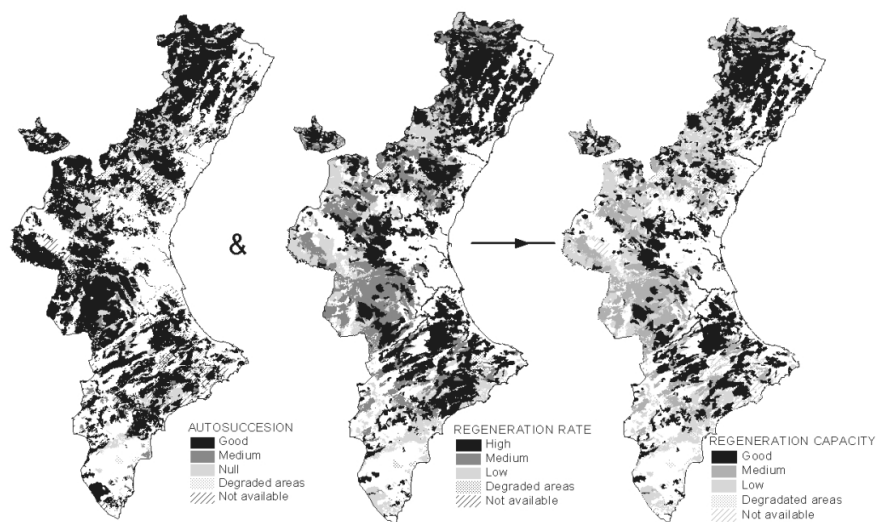 &
AUTOSUCCESION
Good
Medium
Null
Degraded areas
Not available
REGENERATION RATE
High
Medium
Low
Degraded areas
Not available
REGENERATION CAPACITY
Good
Medium
Low
Degradated areas
Not available